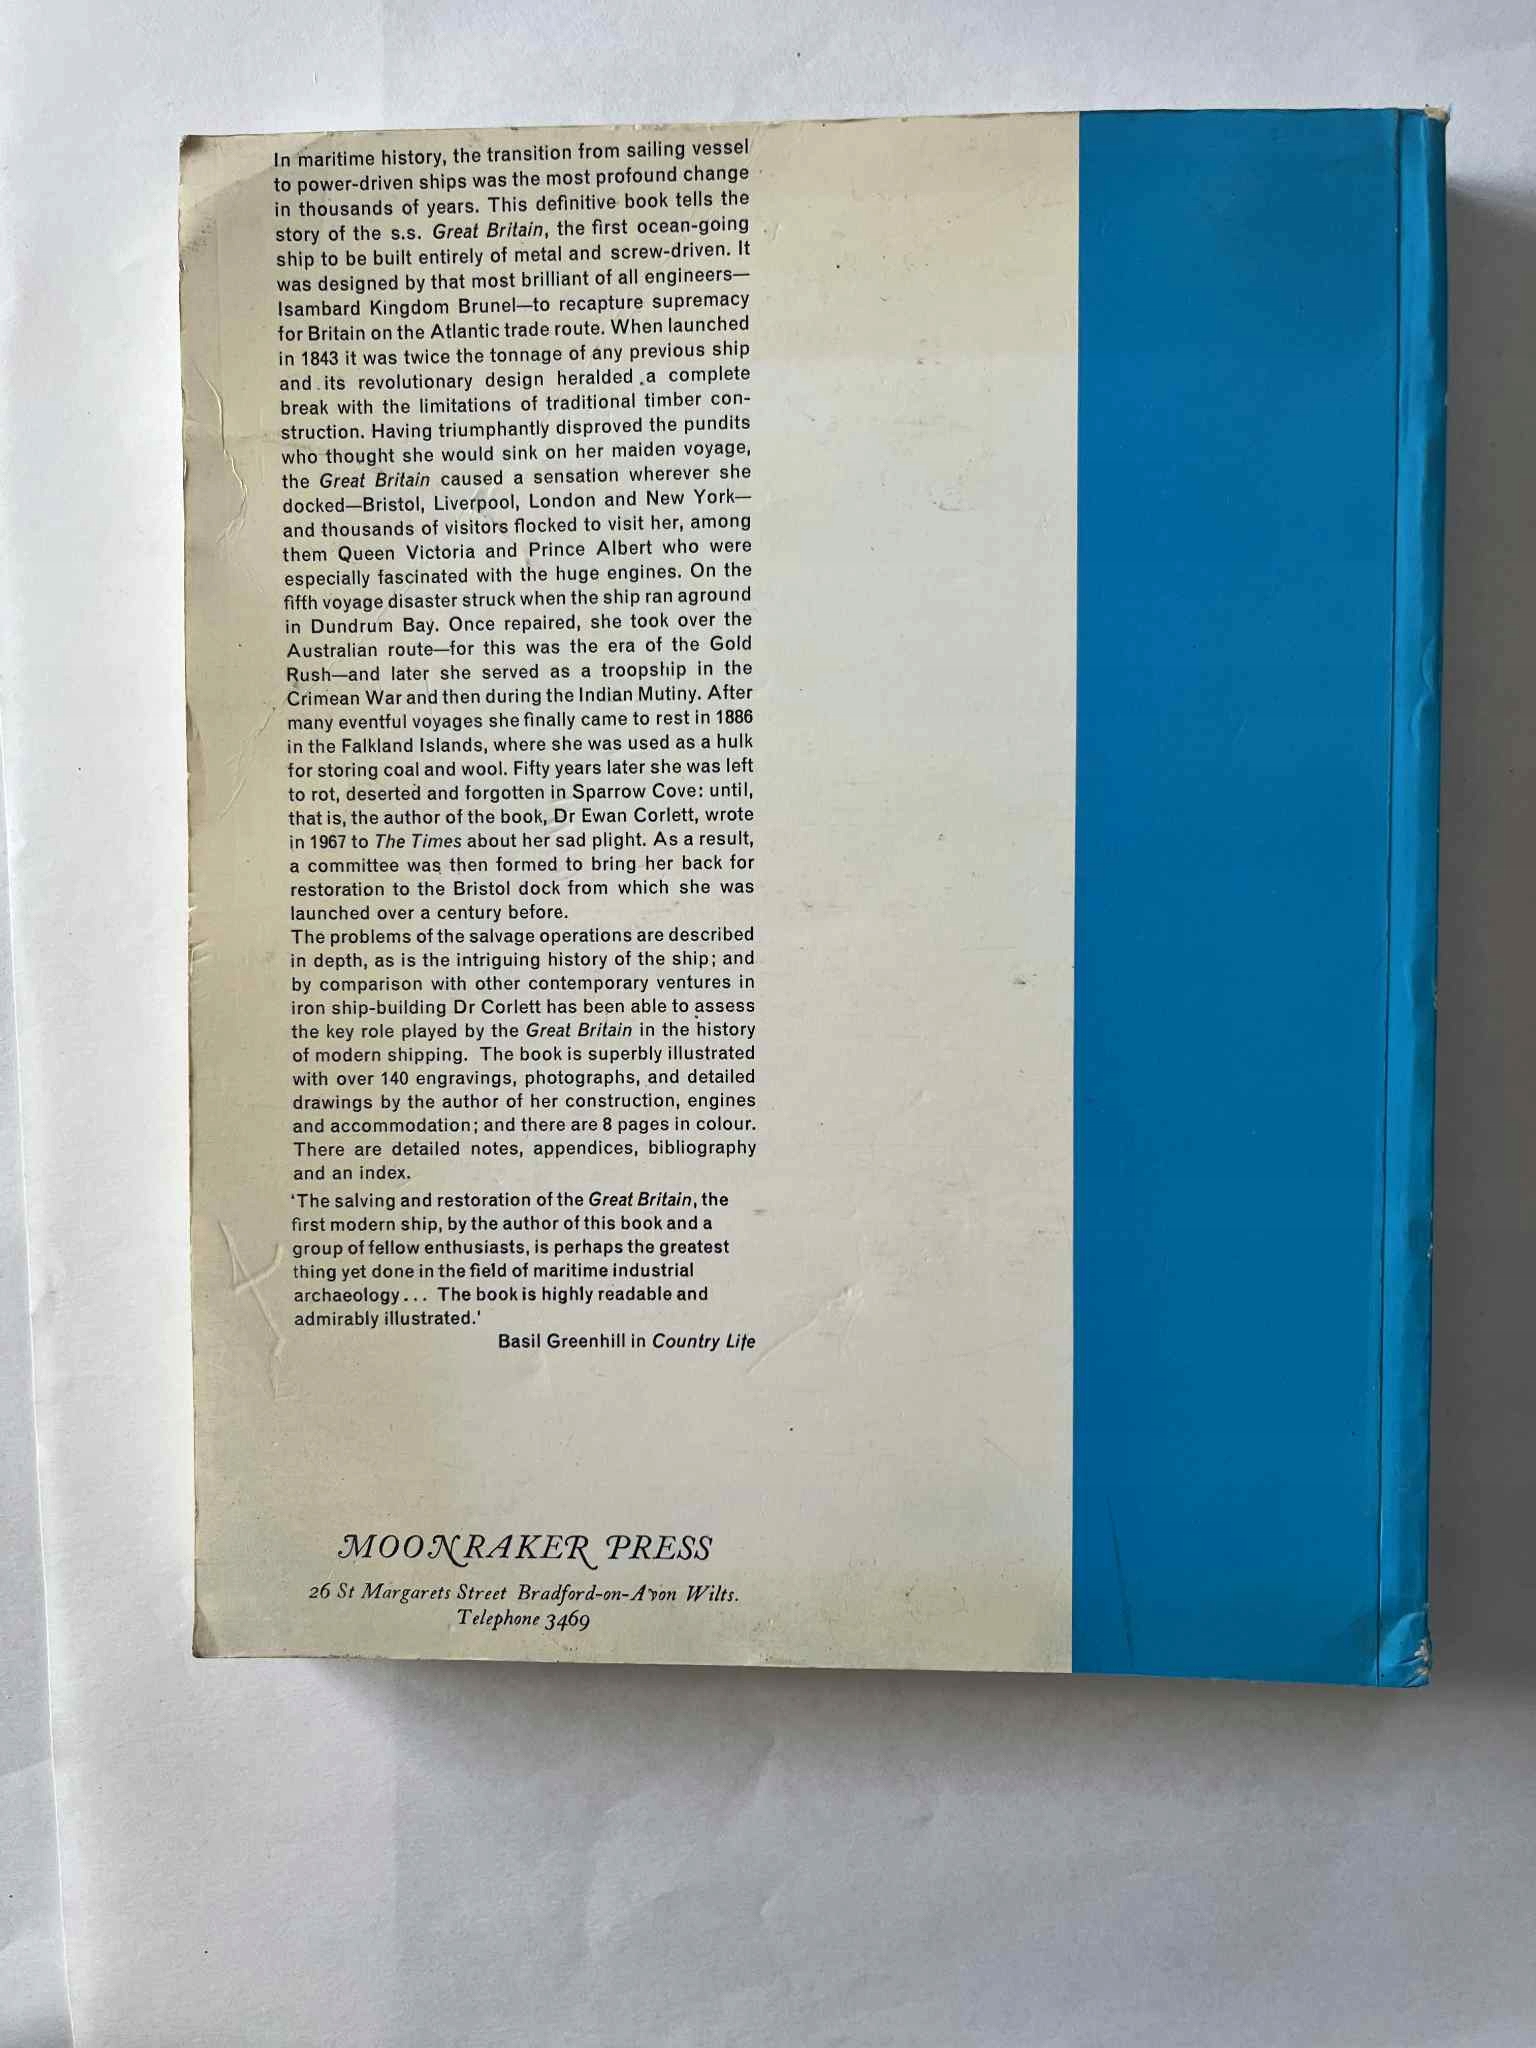 In maritime history, the transition from sailing vessel
to power-driven ships was the most profound change
in thousands of years. This definitive book tells the
story of the s.s. Great Britain, the first ocean-going
ship to be built entirely of metal and screw-driven. It
was designed by that most brilliant of all engineers—
Isambard Kingdom Brunel—to recapture supremacy
for Britain on the Atlantic trade route. When launched
in 1843 it was twice the tonnage of any previous ship
and its revolutionary design heralded a complete
break with the limitations of traditional timber con-
struction. Having triumphantly disproved the pundits
who thought she would sink on her maiden voyage,
the Great Britain caused a sensation wherever she
docked—Bristol, Liverpool, London and New York—
and thousands of visitors flocked to visit her, among
them Queen Victoria and Prince Albert who were
especially fascinated with the huge engines. On the
fifth voyage disaster struck when the ship ran aground
in Dundrum Bay. Once repaired, she took over the
Australian route—for this was the era of the Gold
Rush—and later she served as a troopship in the
Crimean War and then during the Indian Mutiny. After
many eventful voyages she finally came to rest in 1886
in the Falkland Islands, where she was used as a hulk
for storing coal and wool. Fifty years later she was left
to rot, deserted and forgotten in Sparrow Cove: until,
that is, the author of the book, Dr Ewan Corlett, wrote
in 1967 to The Times about her sad plight. As a result,
a committee was then formed to bring her back for
restoration to the Bristol dock from which she was
launched over a century before.
The problems of the salvage operations are described
in depth, as is the intriguing history of the ship; and
by comparison with other contemporary ventures in
iron ship-building Dr Corlett has been able to assess
the key role played by the Great Britain in the history
of modern shipping. The book is superbly illustrated
with over 140 engravings, photographs, and detailed
drawings by the author of her construction, engines
and accommodation; and there are 8 pages in colour.
There are detailed notes, appendices, bibliography
and an index.
'The salving and restoration of the Great Britain, the
first modern ship, by the author of this book and a
group of fellow enthusiasts, is perhaps the greatest
thing yet done in the field of maritime industrial
archaeology... The book is highly readable and
admirably illustrated.'
Basil Greenhill in Country Life
MOONRAKER PRESS
26 St Margarets Street Bradford-on-Avon Wilts.
Telephone 3469